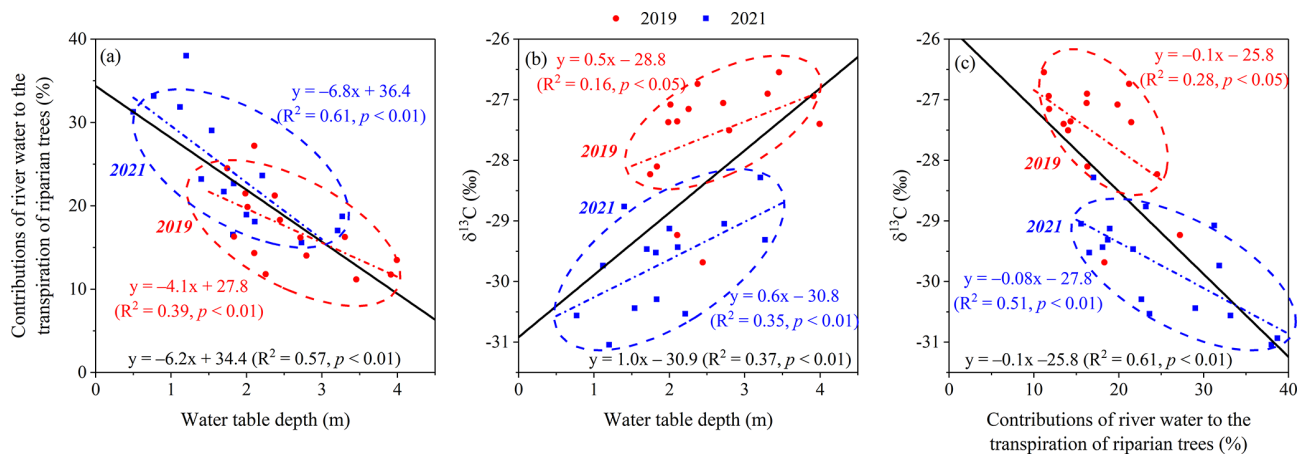 2019 2021
Contributions of river water to the
transpiration of riparian trees (%)
40
30
20
10
0
(a)
y = –6.8x + 36.4
(R² = 0.61, p < 0.01)
2021
2019
y = –4.1x + 27.8
(R² = 0.39, p < 0.01)
y = –6.2x + 34.4 (R² = 0.57, p < 0.01)
0 1 2 3 4
Water table depth (m)
δ¹³C (‰)
-26
-27
-28
-29
-30
-31
(b)
y = 0.5x – 28.8
(R² = 0.16, p < 0.05)
2019
2021
y = 0.6x – 30.8
(R² = 0.35, p < 0.01)
y = 1.0x – 30.9 (R² = 0.37, p < 0.01)
0 1 2 3 4
Water table depth (m)
δ¹³C (‰)
-26
-27
-28
-29
-30
-31
(c)
y = –0.1x – 25.8
(R² = 0.28, p < 0.05)
2019
2021
y = –0.08x – 27.8
(R² = 0.51, p < 0.01)
y = –0.1x –25.8 (R² = 0.61, p < 0.01)
0 10 20 30 40
Contributions of river water to the
transpiration of riparian trees (%)